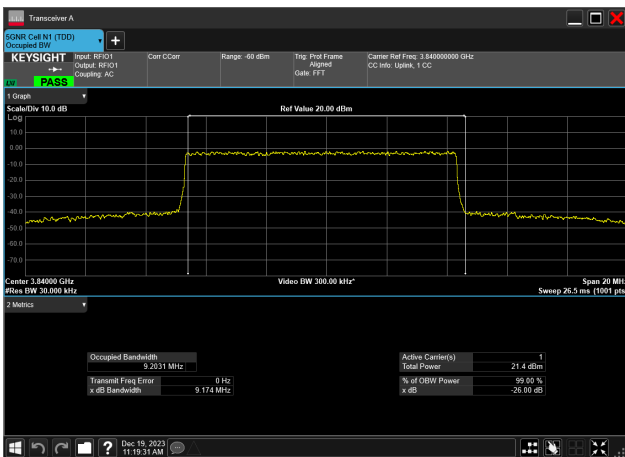 Transceiver A
5GNR Cell N1 (TDD)
Occupied BW
KEYSIGHT
LV PASS
Input: RFIO1
Output: RFIO1
Coupling: AC
Corr CCorr
Range: -60 dBm
Trig: Prot Frame
Aligned
Gate: FFT
Carrier Ref Freq: 3.840000000 GHz
CC Info: Uplink, 1 CC
1 Graph
Scale/Div 10.0 dB
Ref Value 20.00 dBm
Log
10.0
0.00
-10.0
-20.0
-30.0
-40.0
-50.0
-60.0
-70.0
Center 3.84000 GHz
Video BW 300.00 kHz*
Span 20 MHz
#Res BW 30.000 kHz
Sweep 26.5 ms (1001 pts
2 Metrics
Occupied Bandwidth
9.2031 MHz
Transmit Freq Error 0 Hz
x dB Bandwidth 9.174 MHz
Active Carrier(s) 1
Total Power 21.4 dBm
% of OBW Power 99.00 %
x dB -26.00 dB
Dec 19, 2023
11:19:31 AM